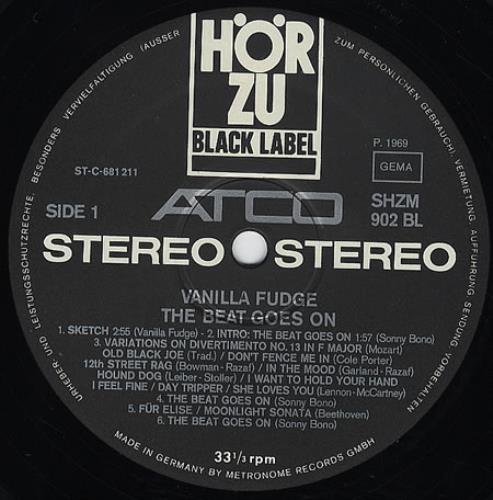 HÖR
ZU
BLACK LABEL
P. 1969
GEMA
ST-C-681 211
SIDE 1
ATCO
SHZM
902 BL
STEREO STEREO
VANILLA FUDGE
THE BEAT GOES ON
1. SKETCH 2:55 (Vanilla Fudge) - 2. INTRO: THE BEAT GOES ON 1:57 (Sonny Bono)
3. VARIATIONS ON DIVERTIMENTO NO. 13 IN F MAJOR (Mozart)
OLD BLACK JOE (Trad.) / DON'T FENCE ME IN (Cole Porter)
12th STREET RAG (Bowman-Razaf) / IN THE MOOD (Garland-Razaf)
HOUND DOG (Leiber-Stoller) / I WANT TO HOLD YOUR HAND
I FEEL FINE / DAY TRIPPER / SHE LOVES YOU (Lennon-McCartney)
4. THE BEAT GOES ON (Sonny Bono)
5. FÜR ELISE / MOONLIGHT SONATA (Beethoven)
6. THE BEAT GOES ON (Sonny Bono)
33 1/3 rpm
MADE IN GERMANY BY METRONOME RECORDS GMBH
URHEBER- UND LEISTUNGSSCHUTZRECHTE, BESONDERS VERVIELFÄLTIGUNG (AUSSER ZUM PERSÖNLICHEN GEBRAUCH), VERMIETUNG, AUFFÜHRUNG, SENDUNG VORBEHALTEN